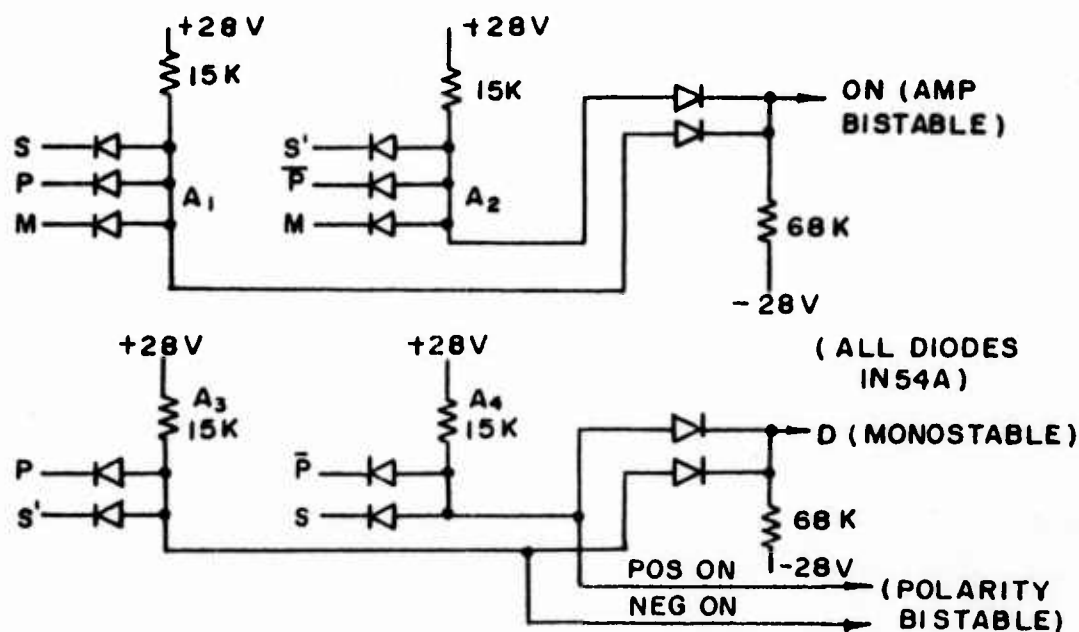 +28V +28V
15K 15K
ON (AMP
BISTABLE)
S S'
P A₁ P̅ A₂
M M
68K
-28V
+28V +28V (ALL DIODES
IN54A)
A₃ A₄
15K 15K
D (MONOSTABLE)
P P̅
S' S
68K
-28V
POS ON (POLARITY
NEG ON BISTABLE)